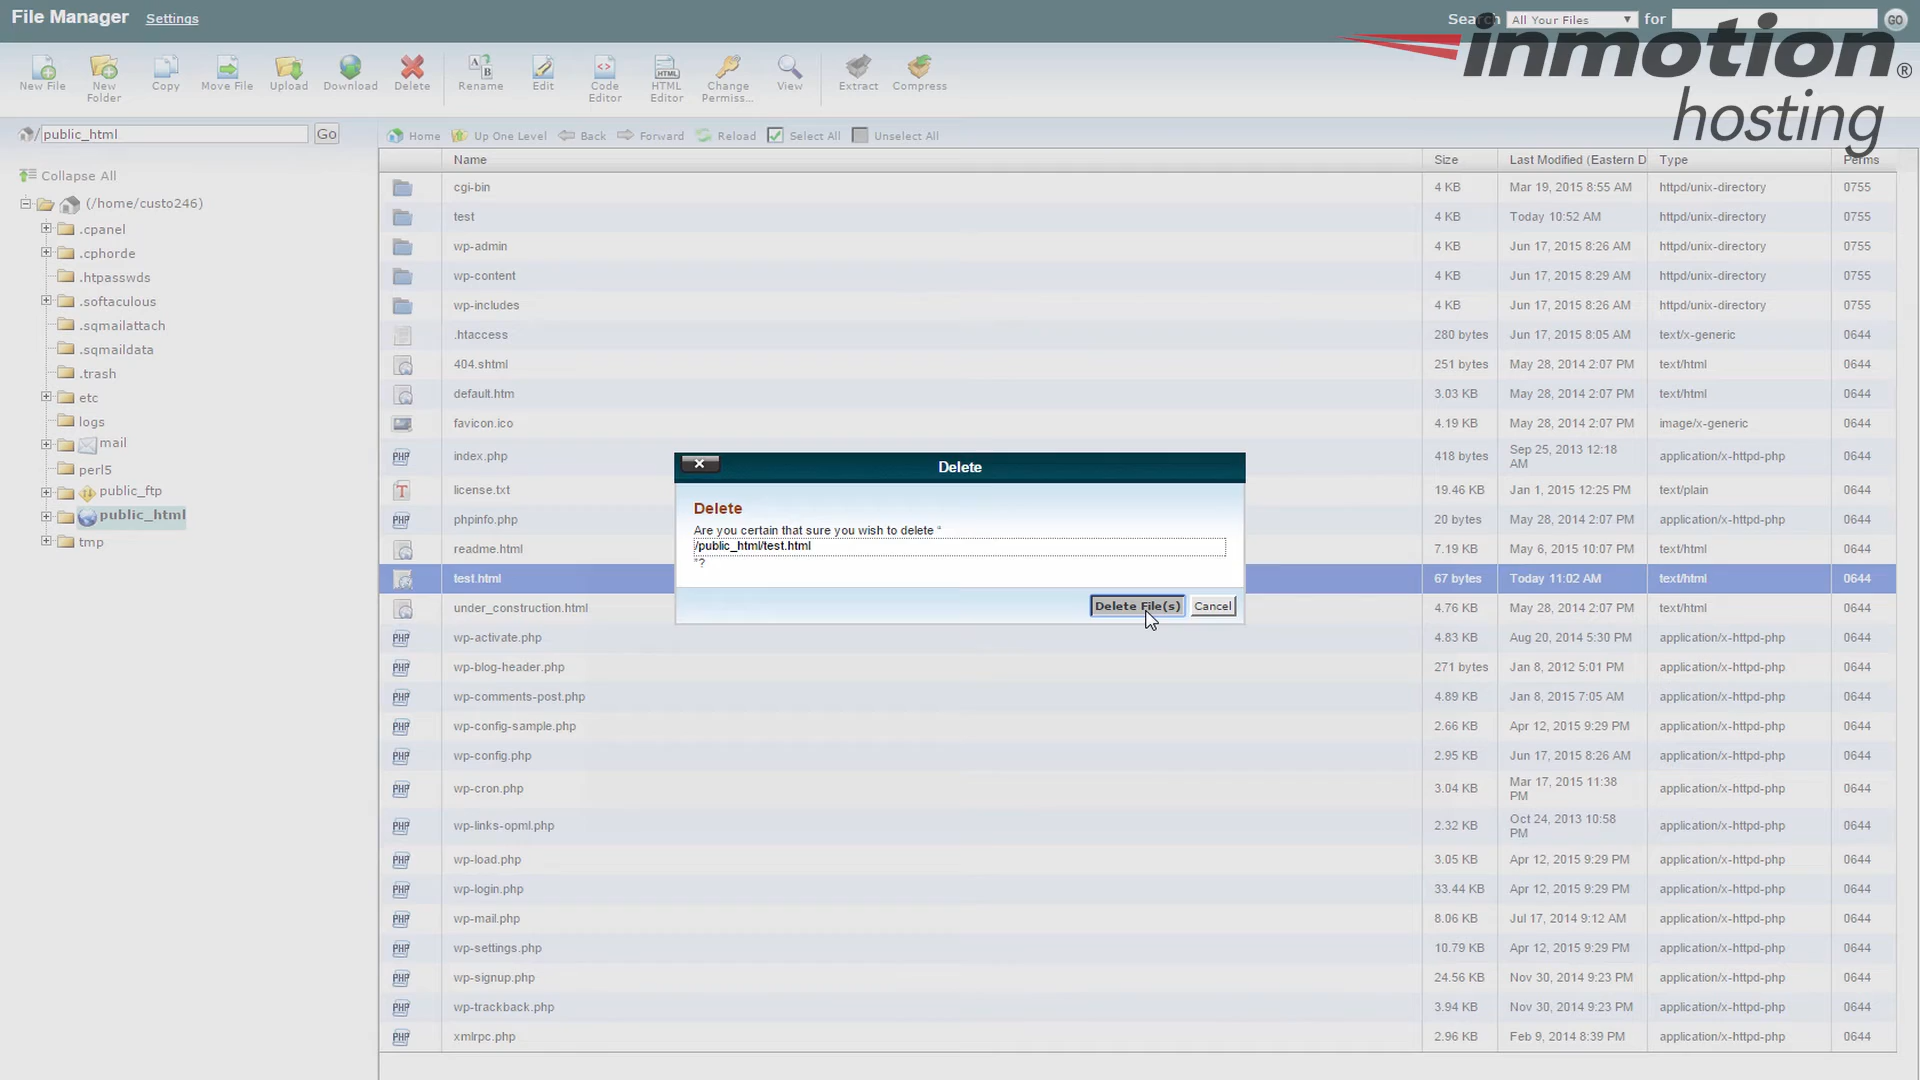 File Manager Settings
Search All Your Files for GO
inmotion®
hosting
New File New Folder Copy Move File Upload Download Delete Rename Edit Code Editor HTML Editor Change Permiss... View Extract Compress
/public_html Go
Home Up One Level Back Forward Reload Select All Unselect All
Collapse All
(/home/custo246)
.cpanel
.cphorde
.htpasswds
.softaculous
.sqmailattach
.sqmaildata
.trash
etc
logs
mail
perl5
public_ftp
public_html
tmp
Name Size Last Modified (Eastern D Type Perms
cgi-bin 4 KB Mar 19, 2015 8:55 AM httpd/unix-directory 0755
test 4 KB Today 10:52 AM httpd/unix-directory 0755
wp-admin 4 KB Jun 17, 2015 8:26 AM httpd/unix-directory 0755
wp-content 4 KB Jun 17, 2015 8:29 AM httpd/unix-directory 0755
wp-includes 4 KB Jun 17, 2015 8:26 AM httpd/unix-directory 0755
.htaccess 280 bytes Jun 17, 2015 8:05 AM text/x-generic 0644
404.shtml 251 bytes May 28, 2014 2:07 PM text/html 0644
default.htm 3.03 KB May 28, 2014 2:07 PM text/html 0644
favicon.ico 4.19 KB May 28, 2014 2:07 PM image/x-generic 0644
PHP index.php 418 bytes Sep 25, 2013 12:18 AM application/x-httpd-php 0644
T license.txt 19.46 KB Jan 1, 2015 12:25 PM text/plain 0644
PHP phpinfo.php 20 bytes May 28, 2014 2:07 PM application/x-httpd-php 0644
readme.html 7.19 KB May 6, 2015 10:07 PM text/html 0644
test.html 67 bytes Today 11:02 AM text/html 0644
under_construction.html 4.76 KB May 28, 2014 2:07 PM text/html 0644
PHP wp-activate.php 4.83 KB Aug 20, 2014 5:30 PM application/x-httpd-php 0644
PHP wp-blog-header.php 271 bytes Jan 8, 2012 5:01 PM application/x-httpd-php 0644
PHP wp-comments-post.php 4.89 KB Jan 8, 2015 7:05 AM application/x-httpd-php 0644
PHP wp-config-sample.php 2.66 KB Apr 12, 2015 9:29 PM application/x-httpd-php 0644
PHP wp-config.php 2.95 KB Jun 17, 2015 8:26 AM application/x-httpd-php 0644
PHP wp-cron.php 3.04 KB Mar 17, 2015 11:38 PM application/x-httpd-php 0644
PHP wp-links-opml.php 2.32 KB Oct 24, 2013 10:58 PM application/x-httpd-php 0644
PHP wp-load.php 3.05 KB Apr 12, 2015 9:29 PM application/x-httpd-php 0644
PHP wp-login.php 33.44 KB Apr 12, 2015 9:29 PM application/x-httpd-php 0644
PHP wp-mail.php 8.06 KB Jul 17, 2014 9:12 AM application/x-httpd-php 0644
PHP wp-settings.php 10.79 KB Apr 12, 2015 9:29 PM application/x-httpd-php 0644
PHP wp-signup.php 24.56 KB Nov 30, 2014 9:23 PM application/x-httpd-php 0644
PHP wp-trackback.php 3.94 KB Nov 30, 2014 9:23 PM application/x-httpd-php 0644
PHP xmlrpc.php 2.96 KB Feb 9, 2014 8:39 PM application/x-httpd-php 0644
Delete
Delete
Are you certain that sure you wish to delete “
/public_html/test.html
”?
Delete File(s) Cancel